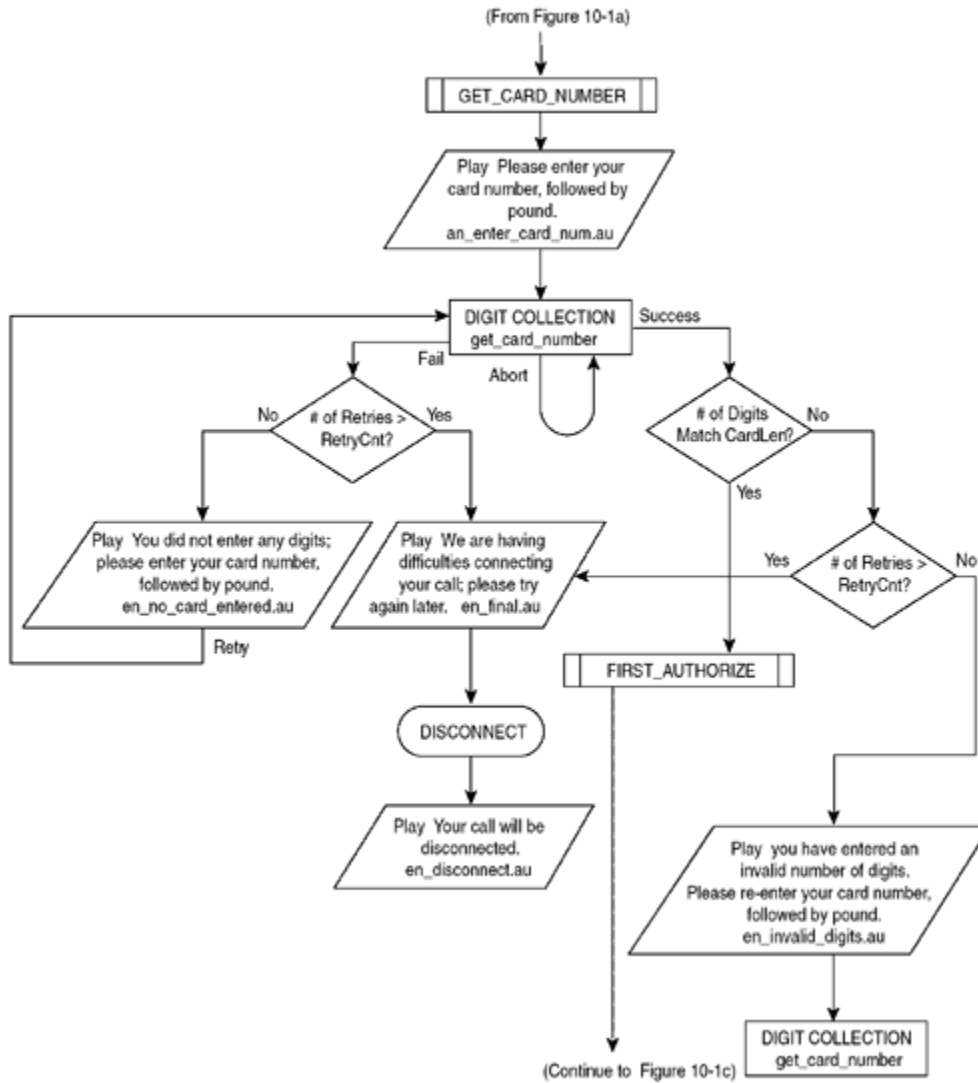 (From Figure 10-1a)
GET_CARD_NUMBER
Play Please enter your
card number, followed by
pound.
an_enter_card_num.au
DIGIT COLLECTION
get_card_number
Success
Fail
Abort
No
# of Retries >
RetryCnt?
Yes
# of Digits
Match CardLen?
No
Yes
Play You did not enter any digits;
please enter your card number,
followed by pound.
en_no_card_entered.au
Retry
Play We are having
difficulties connecting
your call; please try
again later. en_final.au
Yes
# of Retries >
RetryCnt?
No
FIRST_AUTHORIZE
DISCONNECT
Play Your call will be
disconnected.
en_disconnect.au
Play you have entered an
invalid number of digits.
Please re-enter your card number,
followed by pound.
en_invalid_digits.au
DIGIT COLLECTION
get_card_number
(Continue to Figure 10-1c)